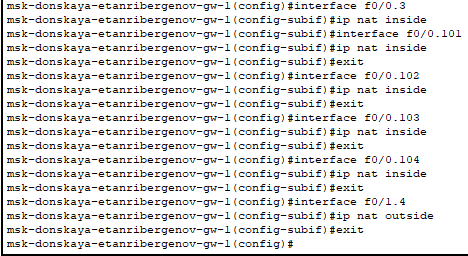 msk-donskaya-etanribergenov-gw-1(config)#interface f0/0.3
msk-donskaya-etanribergenov-gw-1(config-subif)#ip nat inside
msk-donskaya-etanribergenov-gw-1(config-subif)#interface f0/0.101
msk-donskaya-etanribergenov-gw-1(config-subif)#ip nat inside
msk-donskaya-etanribergenov-gw-1(config-subif)#exit
msk-donskaya-etanribergenov-gw-1(config)#interface f0/0.102
msk-donskaya-etanribergenov-gw-1(config-subif)#ip nat inside
msk-donskaya-etanribergenov-gw-1(config-subif)#exit
msk-donskaya-etanribergenov-gw-1(config)#interface f0/0.103
msk-donskaya-etanribergenov-gw-1(config-subif)#ip nat inside
msk-donskaya-etanribergenov-gw-1(config-subif)#exit
msk-donskaya-etanribergenov-gw-1(config)#interface f0/0.104
msk-donskaya-etanribergenov-gw-1(config-subif)#ip nat inside
msk-donskaya-etanribergenov-gw-1(config-subif)#exit
msk-donskaya-etanribergenov-gw-1(config)#interface f0/1.4
msk-donskaya-etanribergenov-gw-1(config-subif)#ip nat outside
msk-donskaya-etanribergenov-gw-1(config-subif)#exit
msk-donskaya-etanribergenov-gw-1(config)#